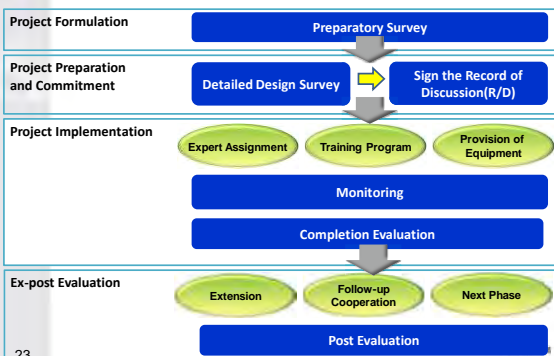 Project Formulation
Preparatory Survey
Project Preparation
and Commitment
Detailed Design Survey
Sign the Record of
Discussion(R/D)
Project Implementation
Expert Assignment
Training Program
Provision of
Equipment
Monitoring
Completion Evaluation
Ex-post Evaluation
Extension
Follow-up
Cooperation
Next Phase
Post Evaluation
23